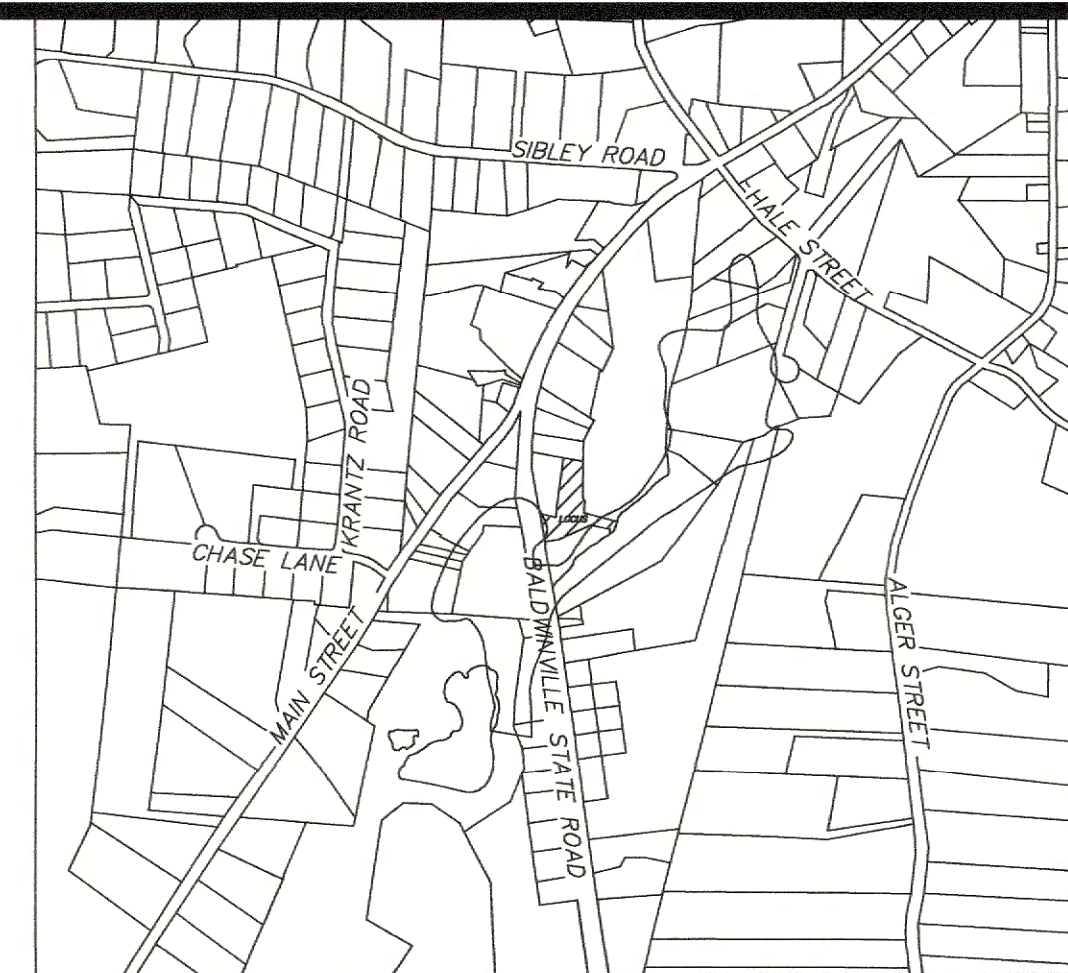 SIBLEY ROAD
HALE STREET
KRANTZ ROAD
LOCUS
CHASE LANE
BALDWINVILLE STATE ROAD
ALGER STREET
MAIN STREET